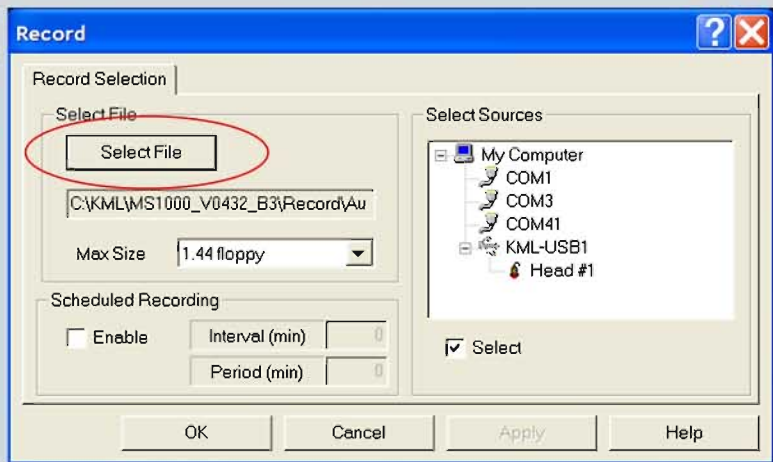 Record
Record Selection
Select File
Select File
C:\KML\MS1000_V0432_B3\Record\Au
Max Size
1.44 floppy
Scheduled Recording
Enable
Interval (min)
0
Period (min)
0
Select Sources
My Computer
COM1
COM3
COM41
KML-USB1
Head #1
Select
OK
Cancel
Apply
Help